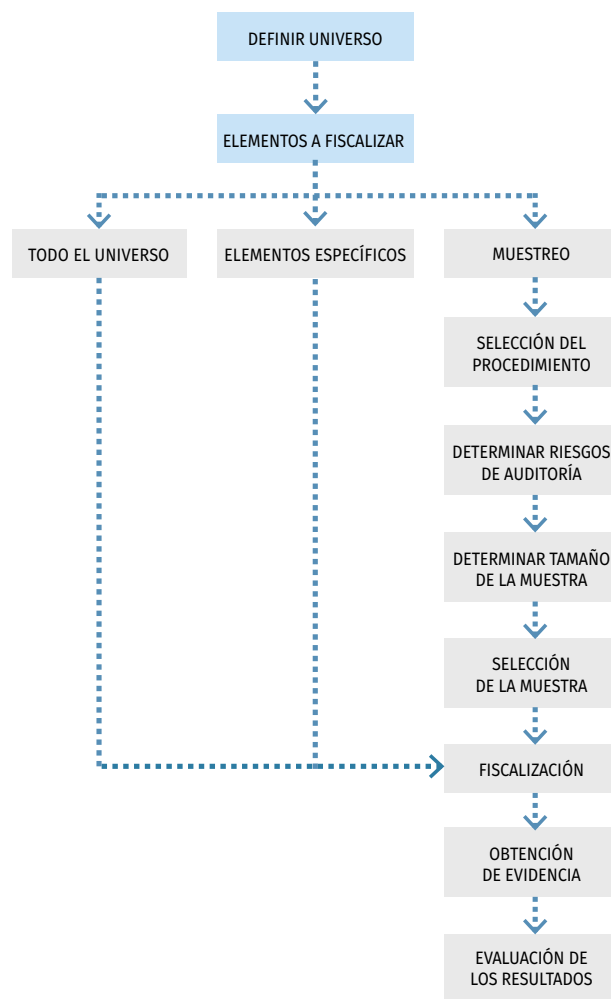 DEFINIR UNIVERSO
ELEMENTOS A FISCALIZAR
TODO EL UNIVERSO
ELEMENTOS ESPECÍFICOS
MUESTREO
SELECCIÓN DEL
PROCEDIMIENTO
DETERMINAR RIESGOS
DE AUDITORÍA
DETERMINAR TAMAÑO
DE LA MUESTRA
SELECCIÓN
DE LA MUESTRA
FISCALIZACIÓN
OBTENCIÓN
DE EVIDENCIA
EVALUACIÓN DE
LOS RESULTADOS